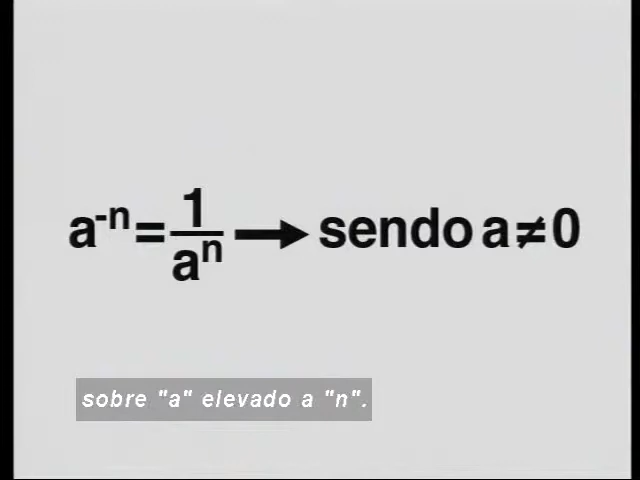 a⁻ⁿ = 1/aⁿ → sendo a ≠ 0
sobre "a" elevado a "n".